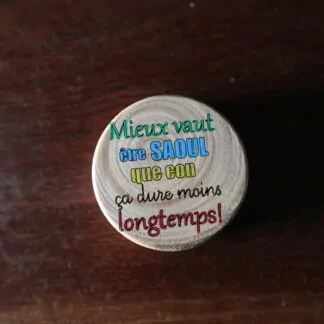 Mieux vaut
être SAOUL
que con
ça dure moins
longtemps!